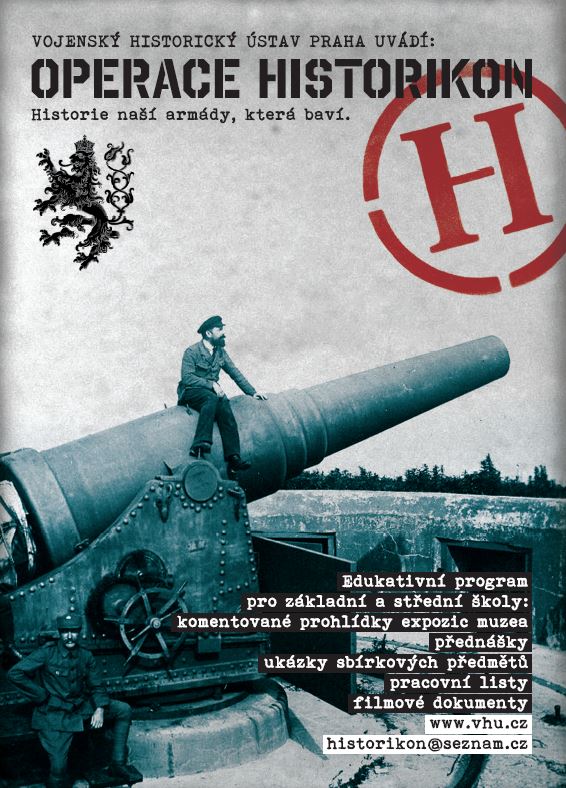 VOJENSKÝ HISTORICKÝ ÚSTAV PRAHA UVÁDÍ:
OPERACE HISTORIKON
Historie naší armády, která baví.
H
Edukativní program
pro základní a střední školy:
komentované prohlídky expozic muzea
přednášky
ukázky sbírkových předmětů
pracovní listy
filmové dokumenty
www.vhu.cz
historikon@seznam.cz